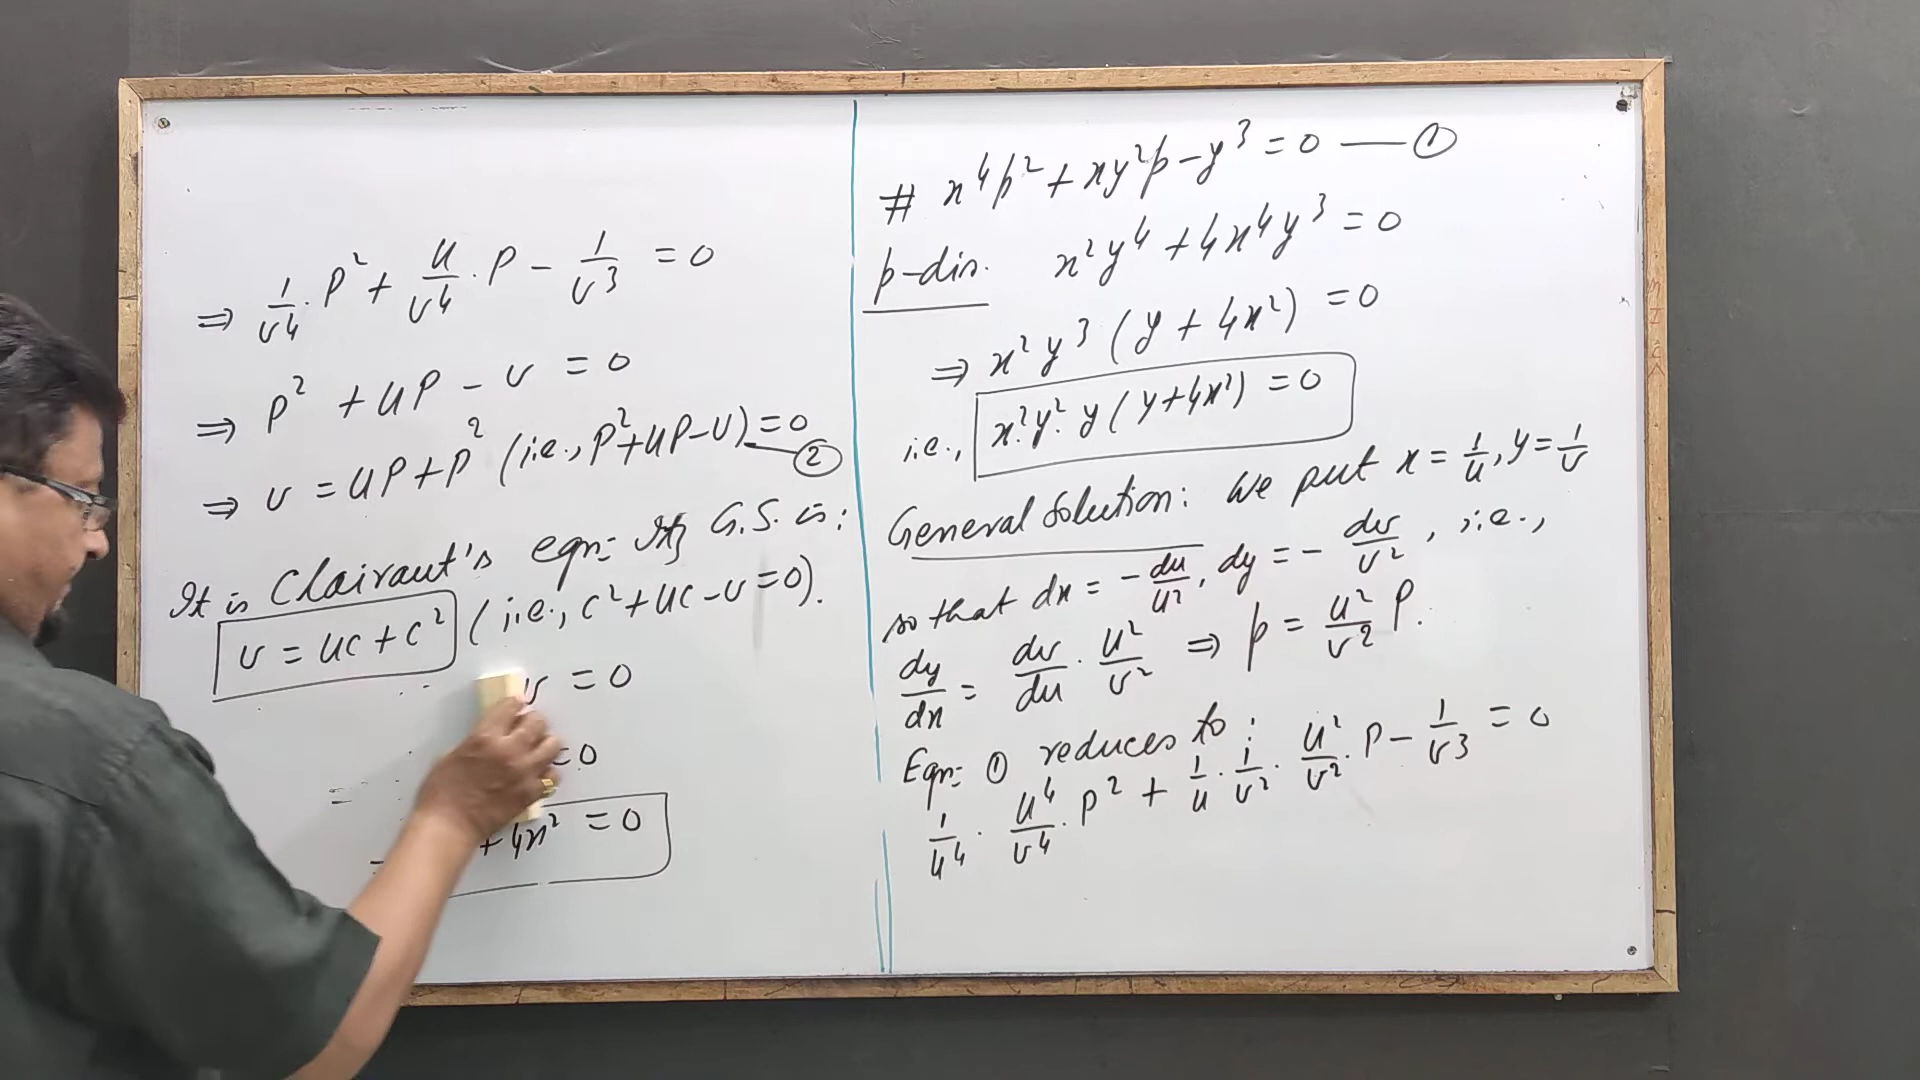 ⇒ 1/v⁴ · P² + u/v⁴ · P − 1/v³ = 0
⇒ P² + uP − v = 0
⇒ v = uP + P² (i.e., P² + uP − v) = 0 — ②
It is Clairaut's eqn: Its G.S. is:
v = uc + c² (i.e., c² + uc − v = 0).
v = 0
= 0
+ 4x² = 0
# x⁴p² + xy²p − y³ = 0 — ①
p-dis. x²y⁴ + 4x⁴y³ = 0
⇒ x²y³ (y + 4x²) = 0
i.e., x²y². y (y + 4x²) = 0
General Solution: We put x = 1/u, y = 1/v
so that dx = − du/u², dy = − dv/v², i.e.,
dy/dx = dv/du · u²/v² ⇒ p = u²/v² P.
Eqn: ① reduces to:
1/u⁴ · u⁴/v⁴ · P² + 1/u · 1/v² · u²/v² · P − 1/v³ = 0